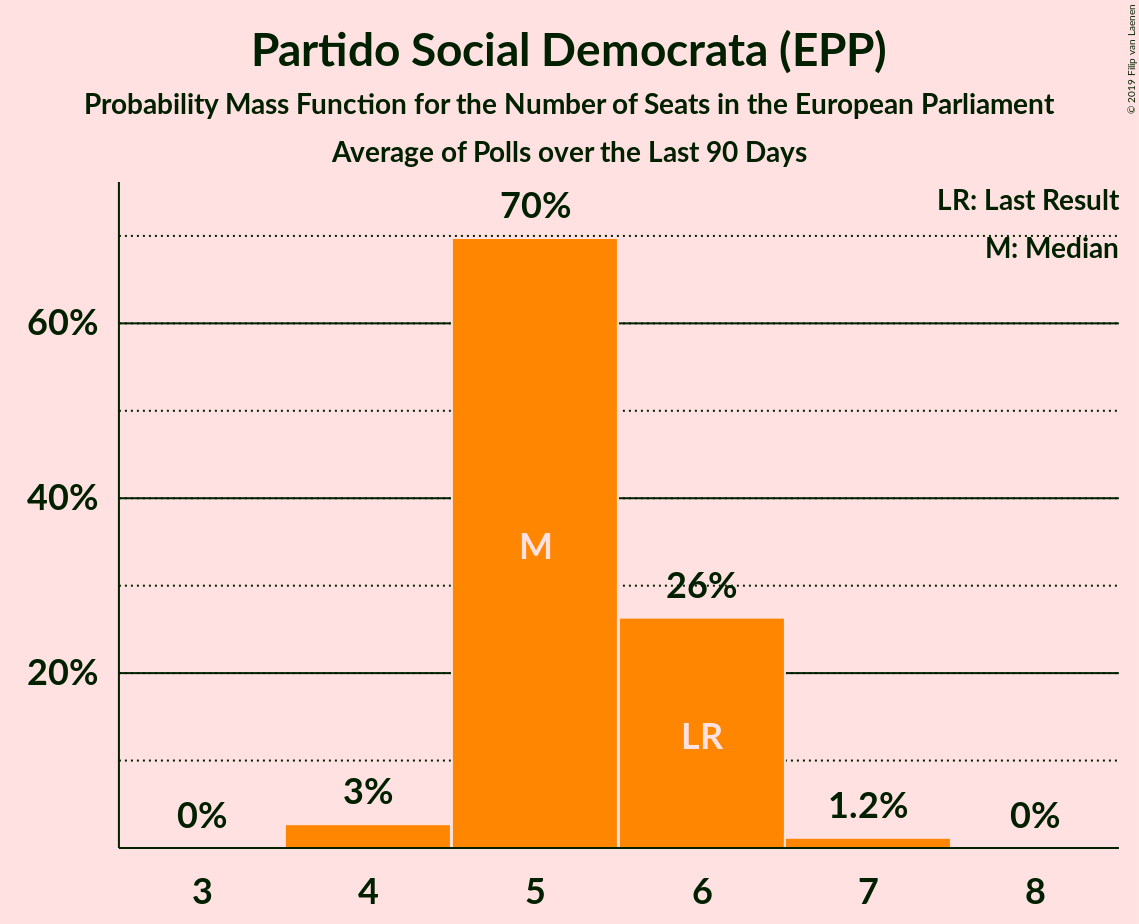 Partido Social Democrata (EPP)
Probability Mass Function for the Number of Seats in the European Parliament
Average of Polls over the Last 90 Days
© 2019 Filip van Laenen
LR: Last Result
M: Median
70%
60%
40%
20%
M
26%
LR
0%
3%
1.2%
0%
3
4
5
6
7
8